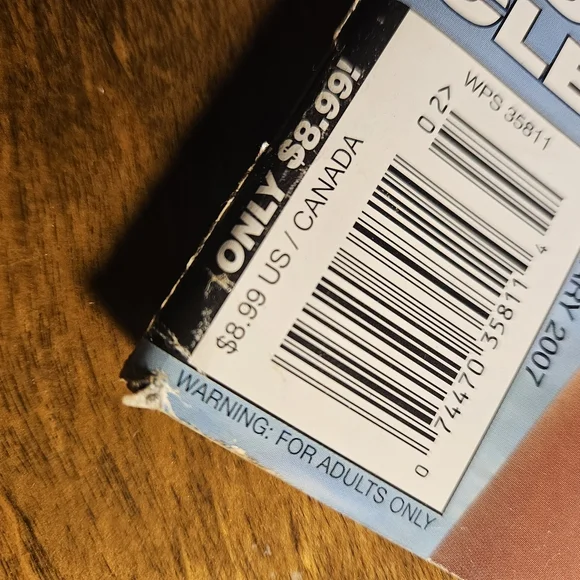 ONLY $8.99!
$8.99 US / CANADA
WPS 35811
02>
0 74470 35811 4
2007
WARNING: FOR ADULTS ONLY